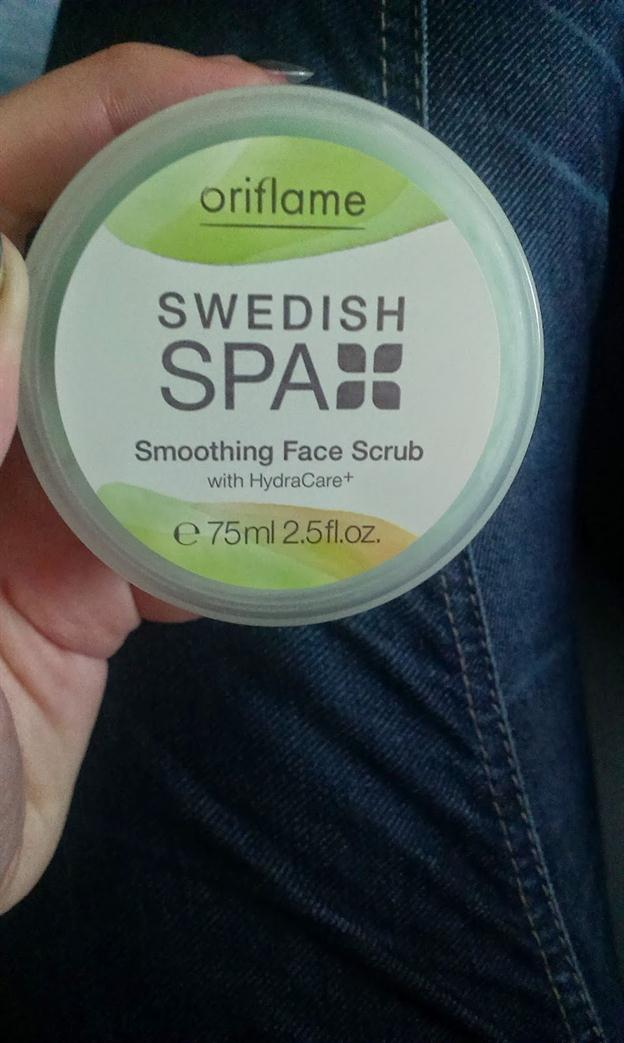 oriflame
SWEDISH
SPA
Smoothing Face Scrub
with HydraCare+
℮ 75ml 2.5fl.oz.